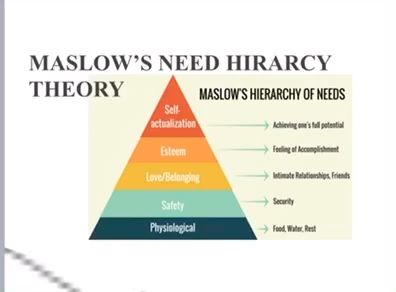 MASLOW'S NEED HIRARCY
THEORY
MASLOW'S HIERARCHY OF NEEDS
Self-
actualization
Achieving one's full potential
Esteem
Feeling of Accomplishment
Love/Belonging
Intimate Relationships, Friends
Safety
Security
Physiological
Food, Water, Rest